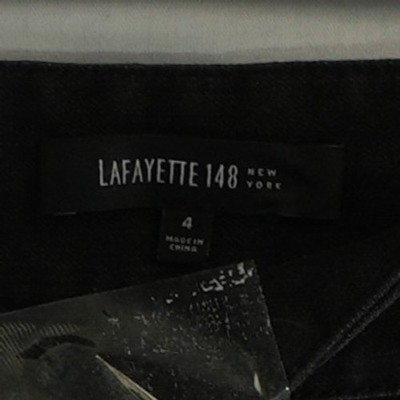 LAFAYETTE 148 NEW YORK
4
MADE IN
CHINA